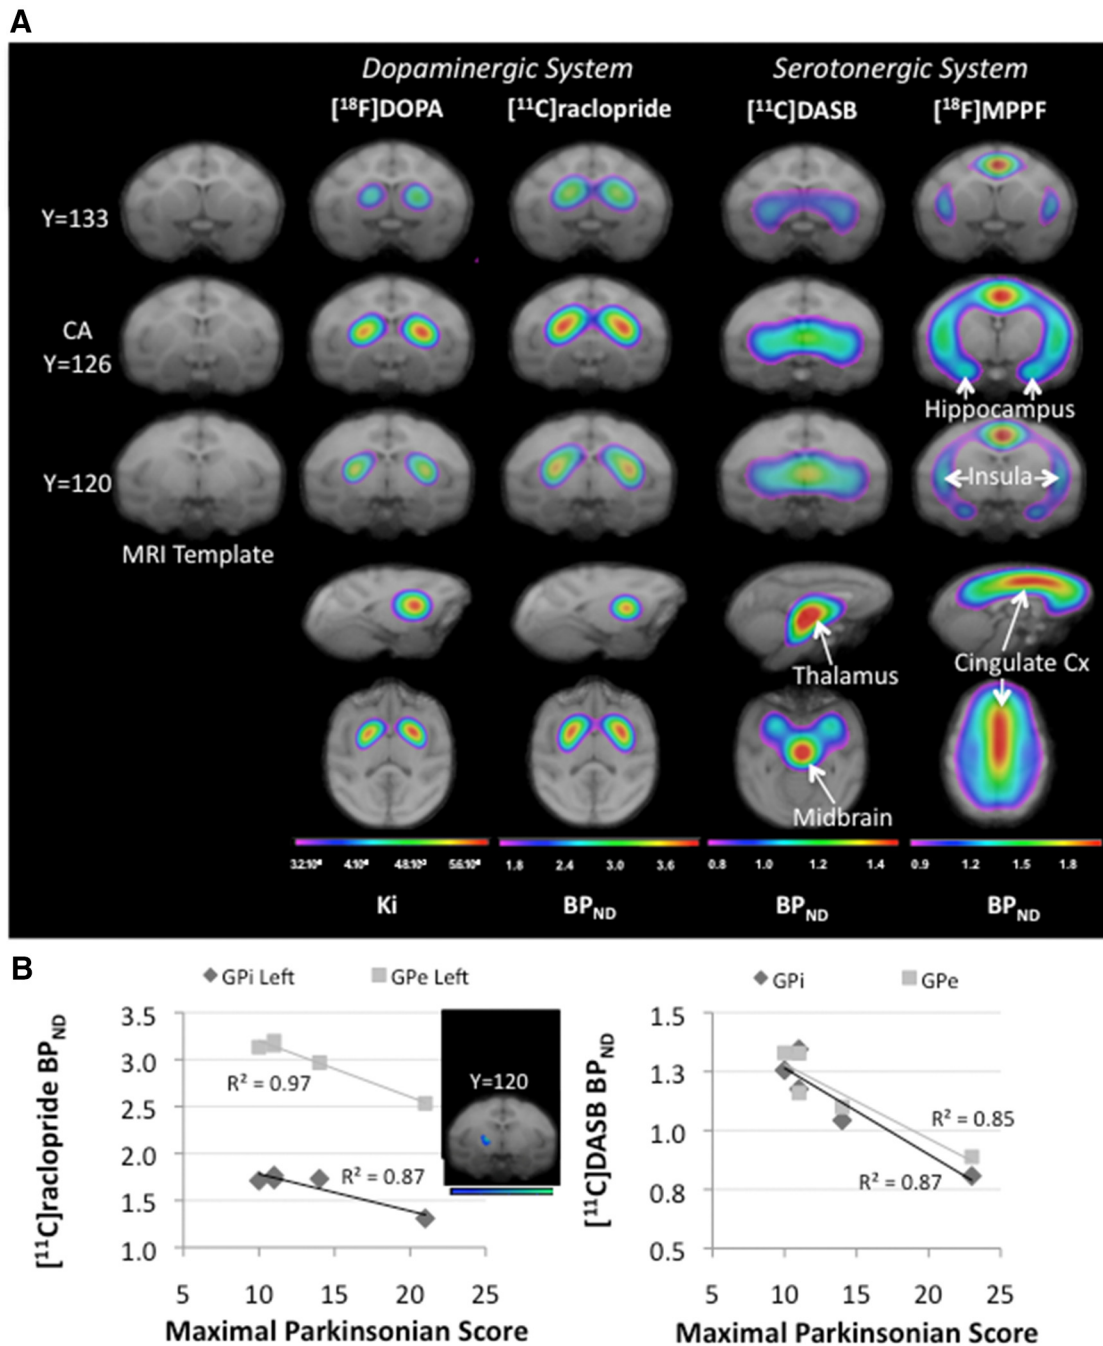 A
Dopaminergic System Serotonergic System
[¹⁸F]DOPA [¹¹C]raclopride [¹¹C]DASB [¹⁸F]MPPF
Y=133
CA
Y=126
Hippocampus
Y=120
Insula
MRI Template
Thalamus
Cingulate Cx
Midbrain
1.8 2.4 3.0 3.6 0.8 1.0 1.2 1.4 0.9 1.2 1.5 1.8
Ki BP_ND BP_ND BP_ND
B
GPi Left GPe Left
[¹¹C]raclopride BP_ND
3.5
3.0
2.5
2.0
1.5
1.0
R² = 0.97
R² = 0.87
Y=120
5 10 15 20 25
Maximal Parkinsonian Score
GPi GPe
[¹¹C]DASB BP_ND
1.5
1.3
1.0
0.8
0.5
R² = 0.85
R² = 0.87
5 10 15 20 25
Maximal Parkinsonian Score